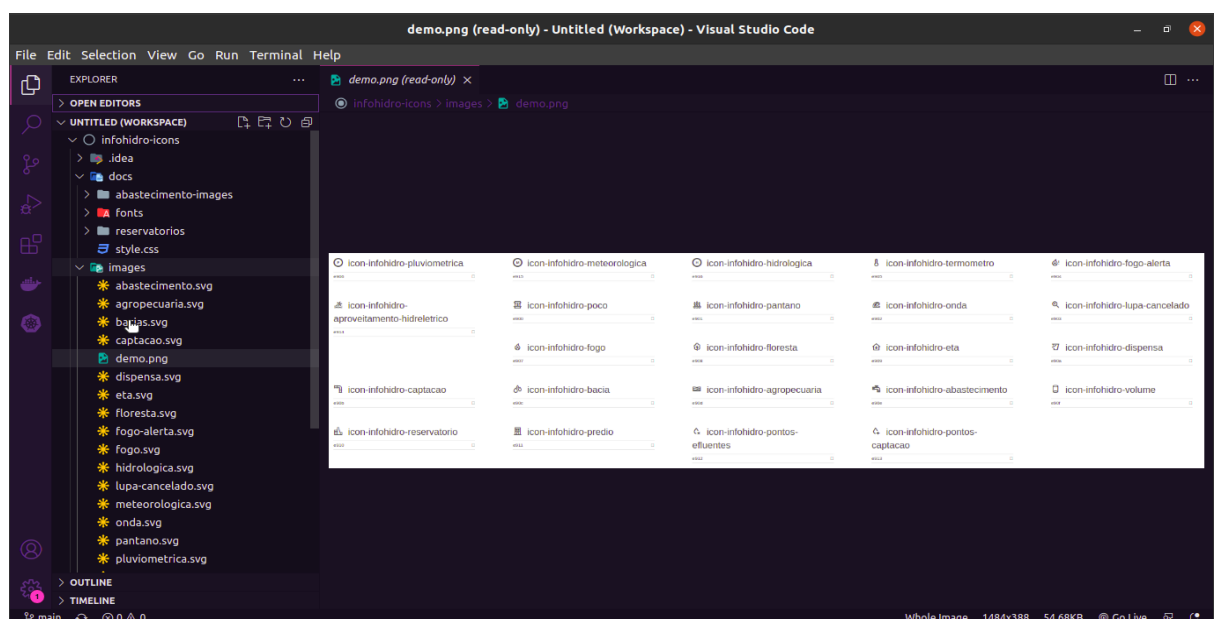 demo.png (read-only) - Untitled (Workspace) - Visual Studio Code
File Edit Selection View Go Run Terminal Help
EXPLORER
demo.png (read-only)
OPEN EDITORS
infohidro-icons > images > demo.png
UNTITLED (WORKSPACE)
infohidro-icons
.idea
docs
abastecimento-images
fonts
reservatorios
style.css
images
abastecimento.svg
agropecuaria.svg
captacao.svg
demo.png
dispensa.svg
eta.svg
floresta.svg
fogo-alerta.svg
fogo.svg
hidrologica.svg
lupa-cancelado.svg
meteorologica.svg
onda.svg
pantano.svg
pluviometrica.svg
OUTLINE
TIMELINE
icon-infohidro-pluviometrica icon-infohidro-meteorologica icon-infohidro-hidrologica icon-infohidro-termometro icon-infohidro-fogo-alerta
icon-infohidro- icon-infohidro-poco icon-infohidro-pantano icon-infohidro-onda icon-infohidro-lupa-cancelado
aproveitamento-hidreletrico
icon-infohidro-fogo icon-infohidro-floresta icon-infohidro-eta icon-infohidro-dispensa
icon-infohidro-captacao icon-infohidro-bacia icon-infohidro-agropecuaria icon-infohidro-abastecimento icon-infohidro-volume
icon-infohidro-reservatorio icon-infohidro-predio icon-infohidro-pontos- icon-infohidro-pontos-
efluentes captacao
1
main 0 0 Whole Image 1484x388 54.68KB Go Live